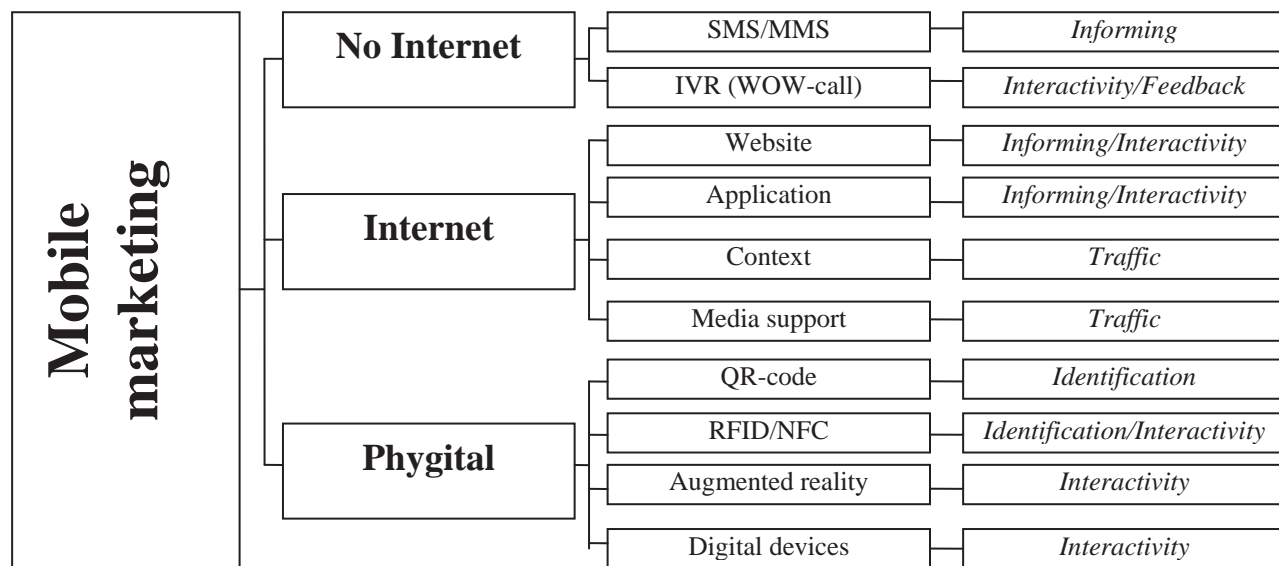 Mobile
marketing
No Internet
SMS/MMS
Informing
IVR (WOW-call)
Interactivity/Feedback
Internet
Website
Informing/Interactivity
Application
Informing/Interactivity
Context
Traffic
Media support
Traffic
Phygital
QR-code
Identification
RFID/NFC
Identification/Interactivity
Augmented reality
Interactivity
Digital devices
Interactivity